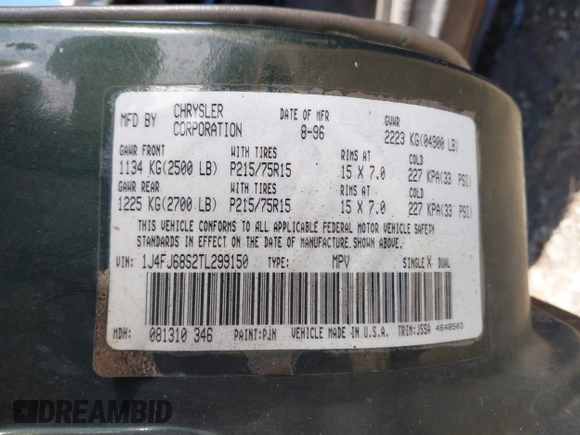 MFD BY CHRYSLER CORPORATION DATE OF MFR 8-96 GVWR 2223 KG(04900 LB)
GAWR FRONT WITH TIRES RIMS AT COLD
1134 KG(2500 LB) P215/75R15 15 X 7.0 227 KPA(33 PSI)
GAWR REAR WITH TIRES RIMS AT COLD
1225 KG(2700 LB) P215/75R15 15 X 7.0 227 KPA(33 PSI)
THIS VEHICLE CONFORMS TO ALL APPLICABLE FEDERAL MOTOR VEHICLE SAFETY
STANDARDS IN EFFECT ON THE DATE OF MANUFACTURE.SHOWN ABOVE.
VIN: 1J4FJ68S2TL299150 TYPE: MPV SINGLE X DUAL
MDH: 081310 346 PAINT:PJN VEHICLE MADE IN U.S.A. TRIM:JSSA 4648503
DREAMBID